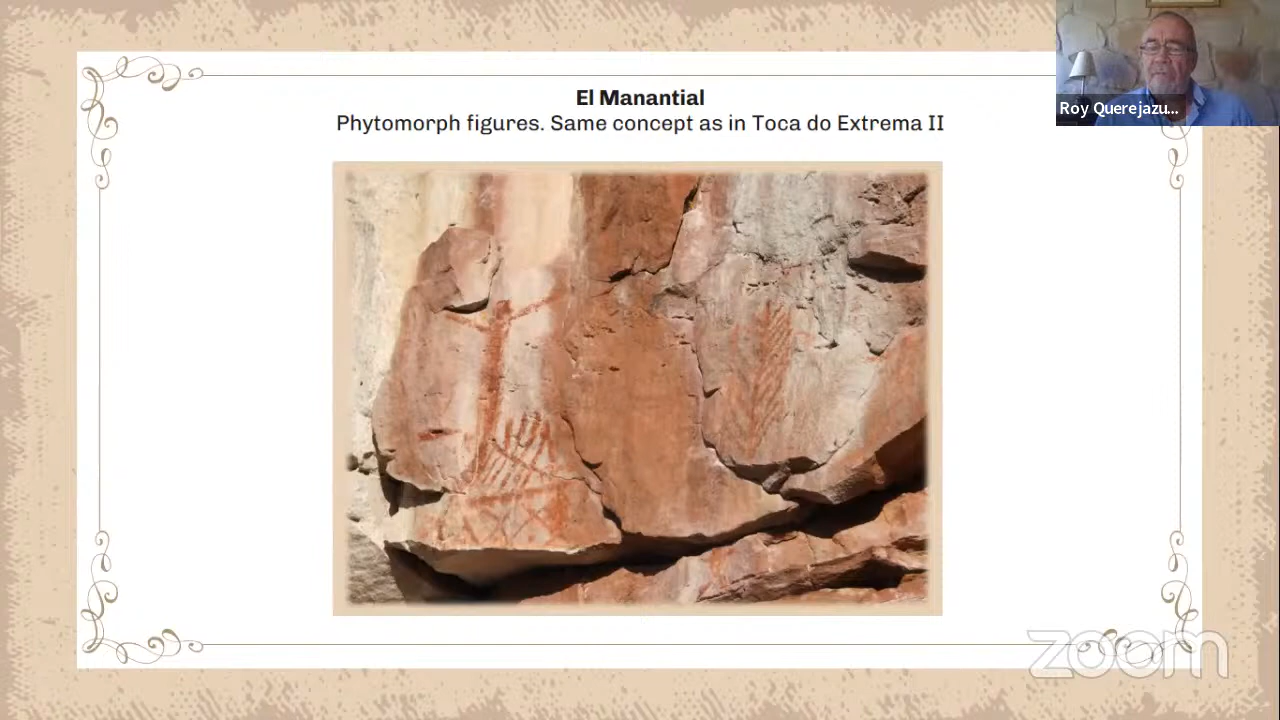 El Manantial
Phytomorph figures. Same concept as in Toca do Extrema II
Roy Querejazu...
zoom